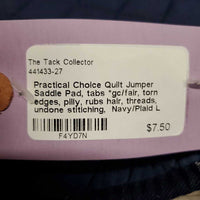 The Tack Collector
441433-27
Practical Choice Quilt Jumper
Saddle Pad, tabs *gc/fair, torn
edges, pilly, rubs hair, threads,
undone stitching, Navy/Plaid L
F4YD7N
$7.50